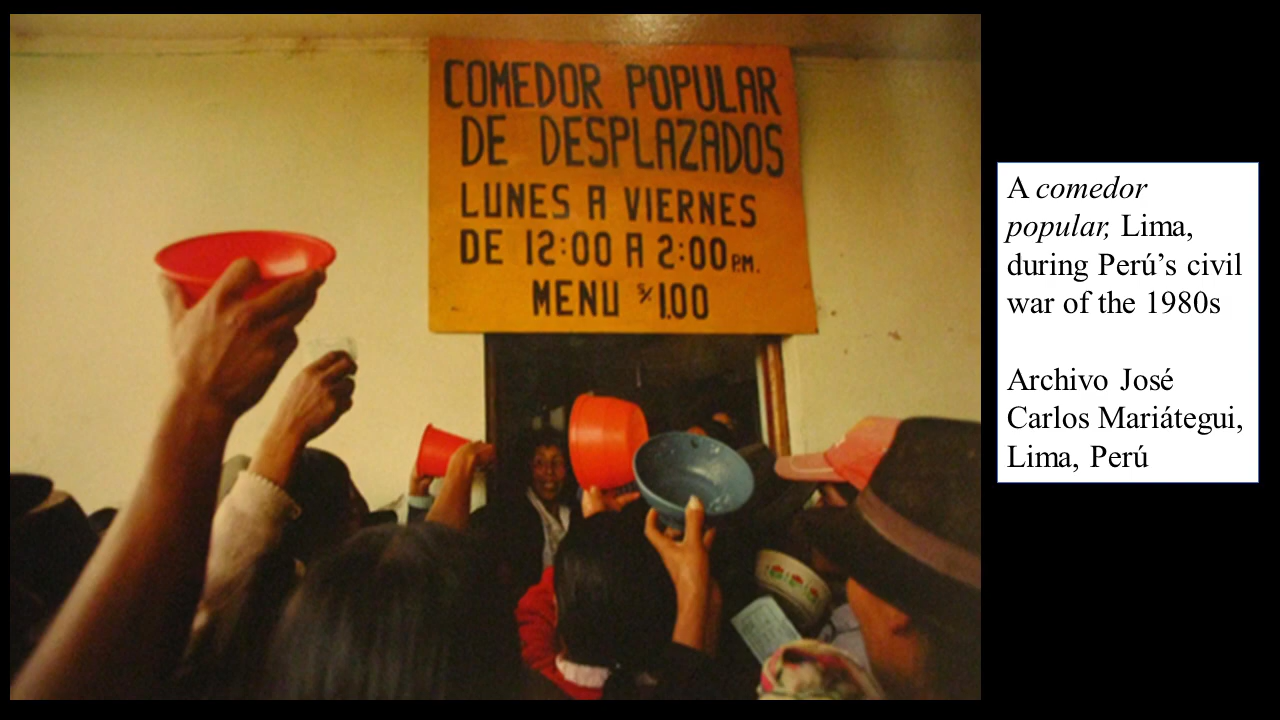 COMEDOR POPULAR
DE DESPLAZADOS
LUNES A VIERNES
DE 12:00 A 2:00 P.M.
MENU S/. 1.00
A comedor
popular, Lima,
during Perú’s civil
war of the 1980s
Archivo José
Carlos Mariátegui,
Lima, Perú